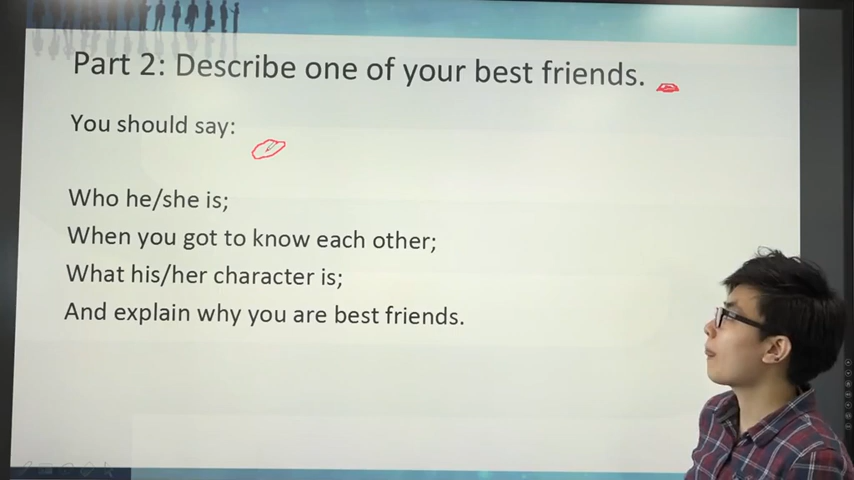 Part 2: Describe one of your best friends.
You should say:
Who he/she is;
When you got to know each other;
What his/her character is;
And explain why you are best friends.